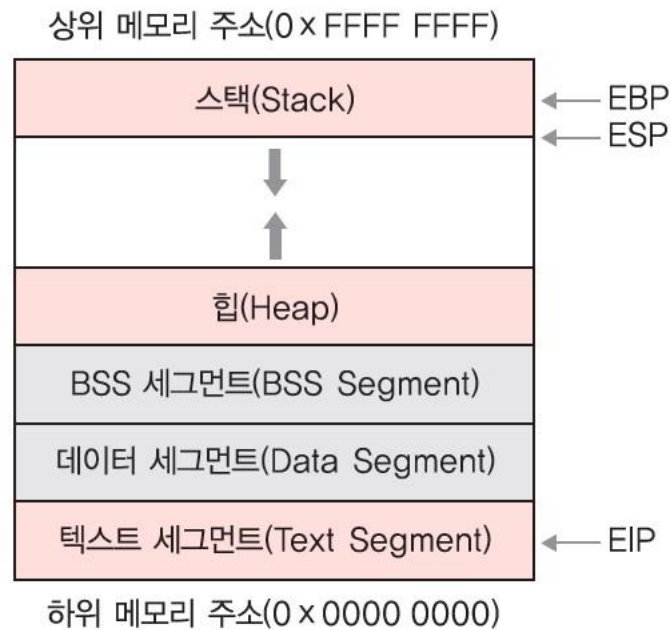 상위 메모리 주소(0×FFFF FFFF)
스택(Stack)
EBP
ESP
힙(Heap)
BSS 세그먼트(BSS Segment)
데이터 세그먼트(Data Segment)
텍스트 세그먼트(Text Segment)
EIP
하위 메모리 주소(0×0000 0000)